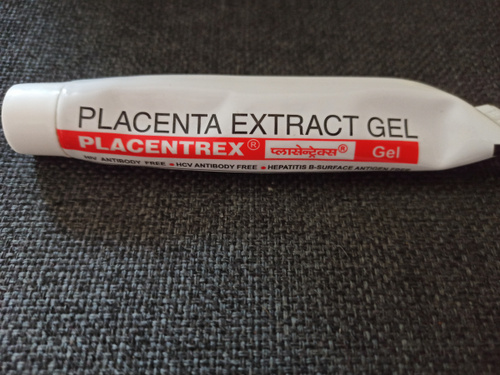 PLACENTA EXTRACT GEL
PLACENTREX® प्लासेन्ट्रेक्स® Gel
HIV ANTIBODY FREE • HCV ANTIBODY FREE • HEPATITIS B-SURFACE ANTIGEN FREE